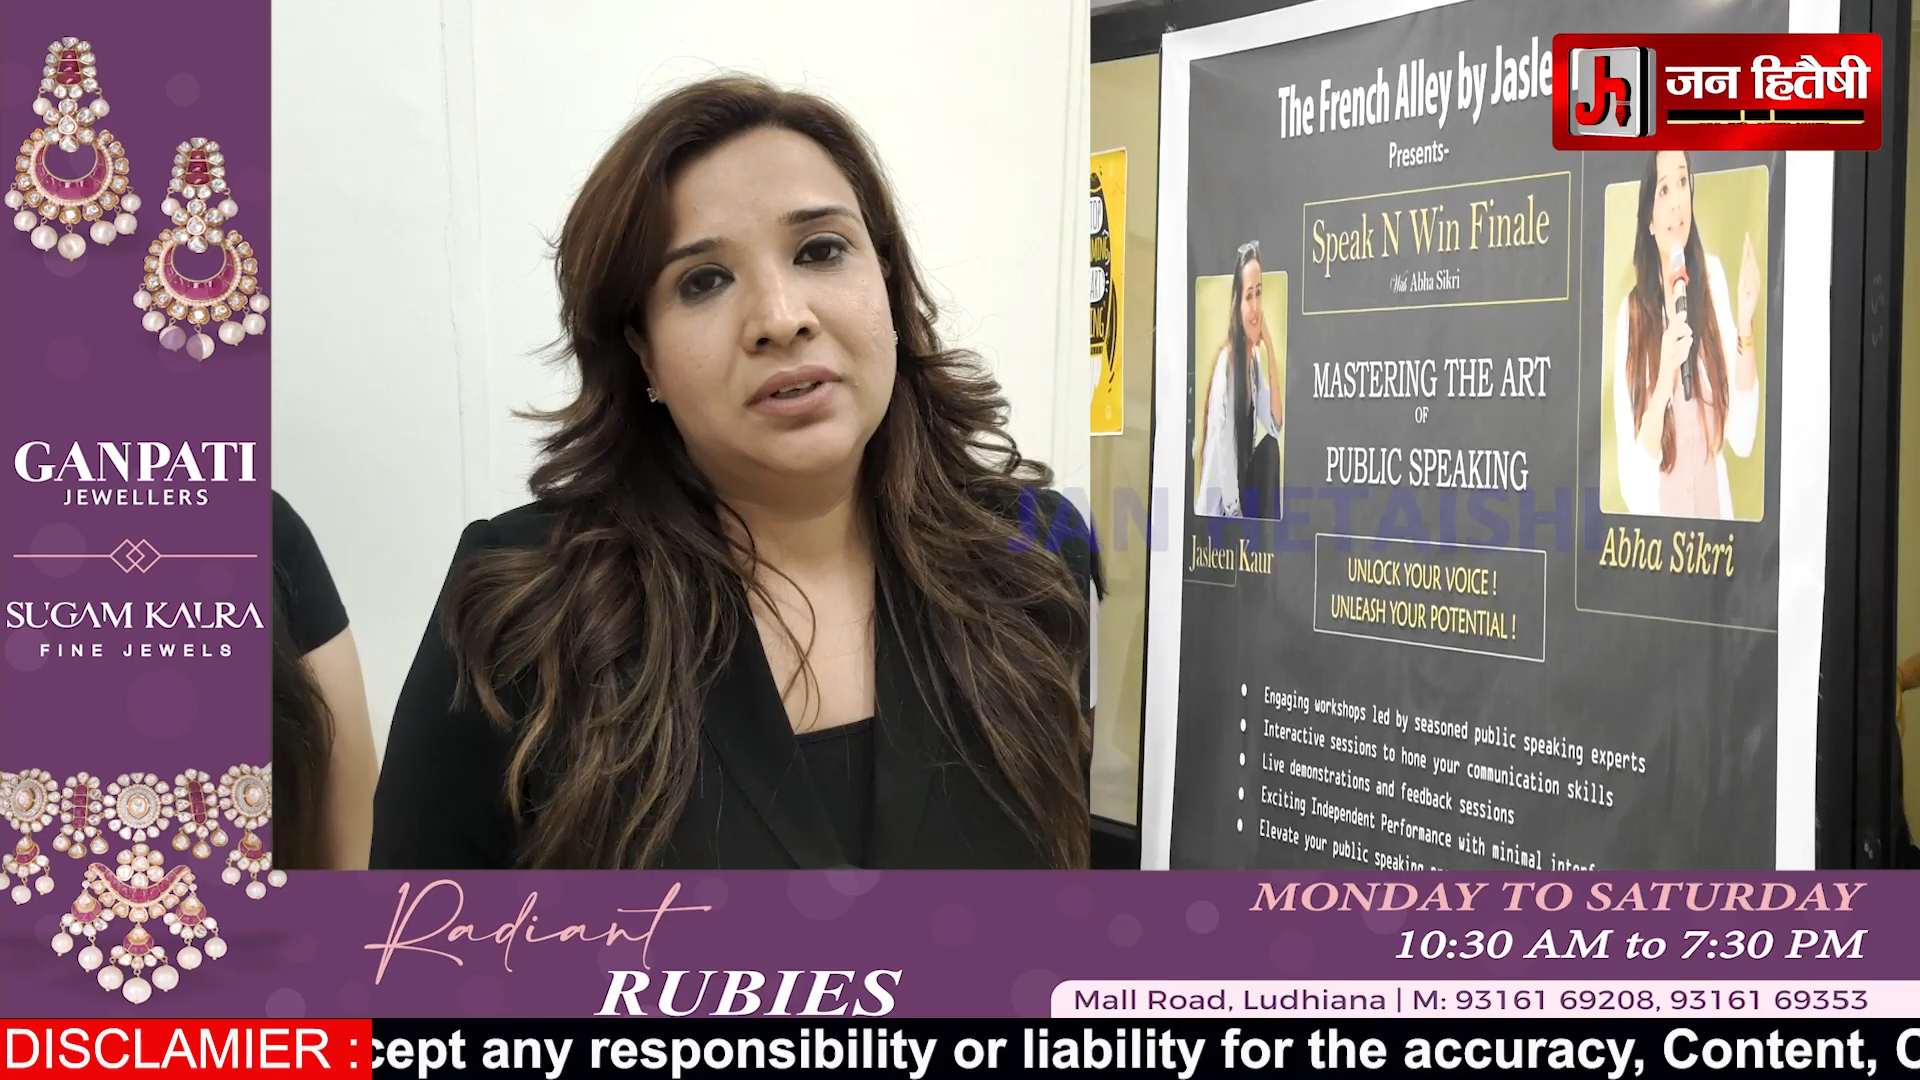 GANPATI
JEWELLERS
SUGAM KALRA
FINE JEWELS
The French Alley by
Presents-
Speak N Win Finale
With Abha Sikri
MASTERING THE ART
OF
PUBLIC SPEAKING
UNLOCK YOUR VOICE !
UNLEASH YOUR POTENTIAL !
Jasleen Kaur
Abha Sikri
Engaging workshops led by seasoned public speaking experts
Interactive sessions to hone your communication skills
Live demonstrations and feedback sessions
Exciting Independent Performance with minimal
Elevate your public speaking
जन हितैषी
JAN HETAISHI
Radiant
RUBIES
MONDAY TO SATURDAY
10:30 AM to 7:30 PM
Mall Road, Ludhiana | M: 93161 69208, 93161 69353
DISCLAMIER :
cept any responsibility or liability for the accuracy, Content, C